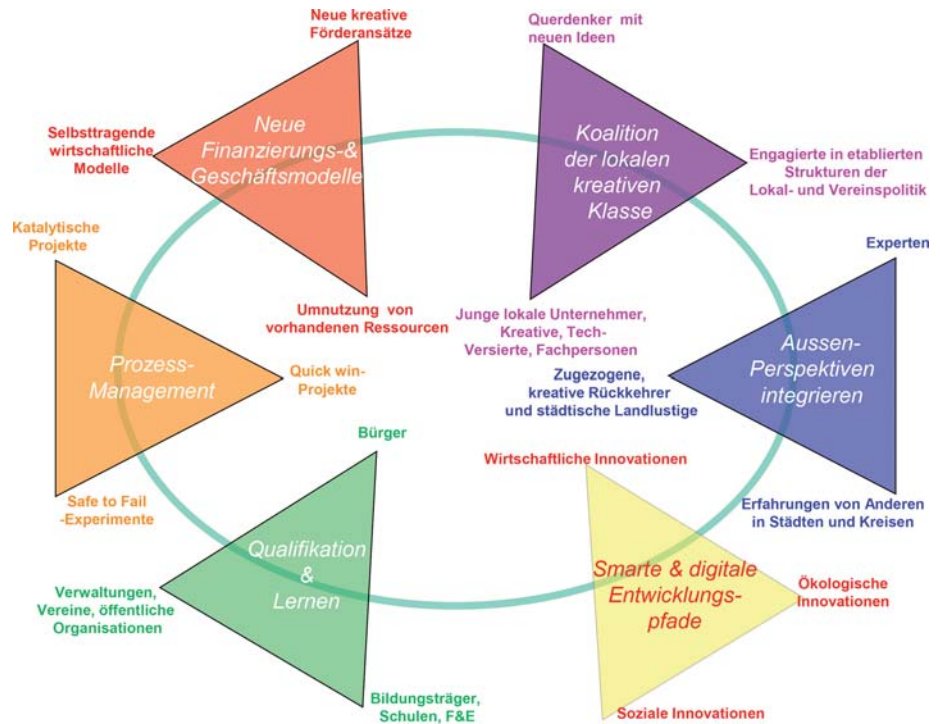 Neue kreative
Förderansätze
Selbsttragende
wirtschaftliche
Modelle
Neue
Finanzierungs-&
Geschäftsmodelle
Umnutzung von
vorhandenen Ressourcen
Querdenker mit
neuen Ideen
Koalition
der lokalen
kreativen
Klasse
Engagierte in etablierten
Strukturen der
Lokal- und Vereinspolitik
Junge lokale Unternehmer,
Kreative, Tech-
Versierte, Fachpersonen
Katalytische
Projekte
Prozess-
Management
Quick win-
Projekte
Safe to Fail
-Experimente
Experten
Aussen-
Perspektiven
integrieren
Zugezogene,
kreative Rückkehrer
und städtische Landlustige
Erfahrungen von Anderen
in Städten und Kreisen
Bürger
Qualifikation
&
Lernen
Verwaltungen,
Vereine, öffentliche
Organisationen
Bildungsträger,
Schulen, F&E
Wirtschaftliche Innovationen
Smarte & digitale
Entwicklungs-
pfade
Ökologische
Innovationen
Soziale Innovationen